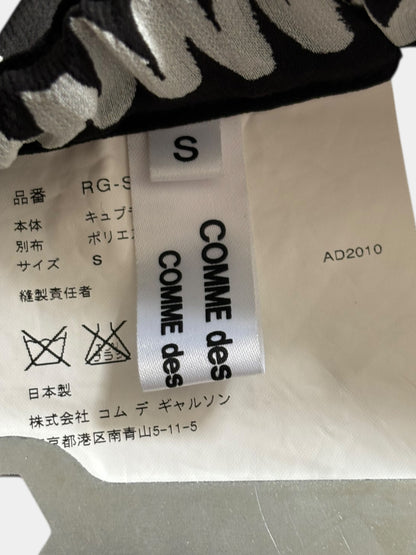 S
品番 RG-S
本体 キュプ
別布 ポリエ
サイズ S
AD2010
縫製責任者
COMME des
COMME des
日本製
株式会社 コム デ ギャルソン
京都港区南青山5-11-5